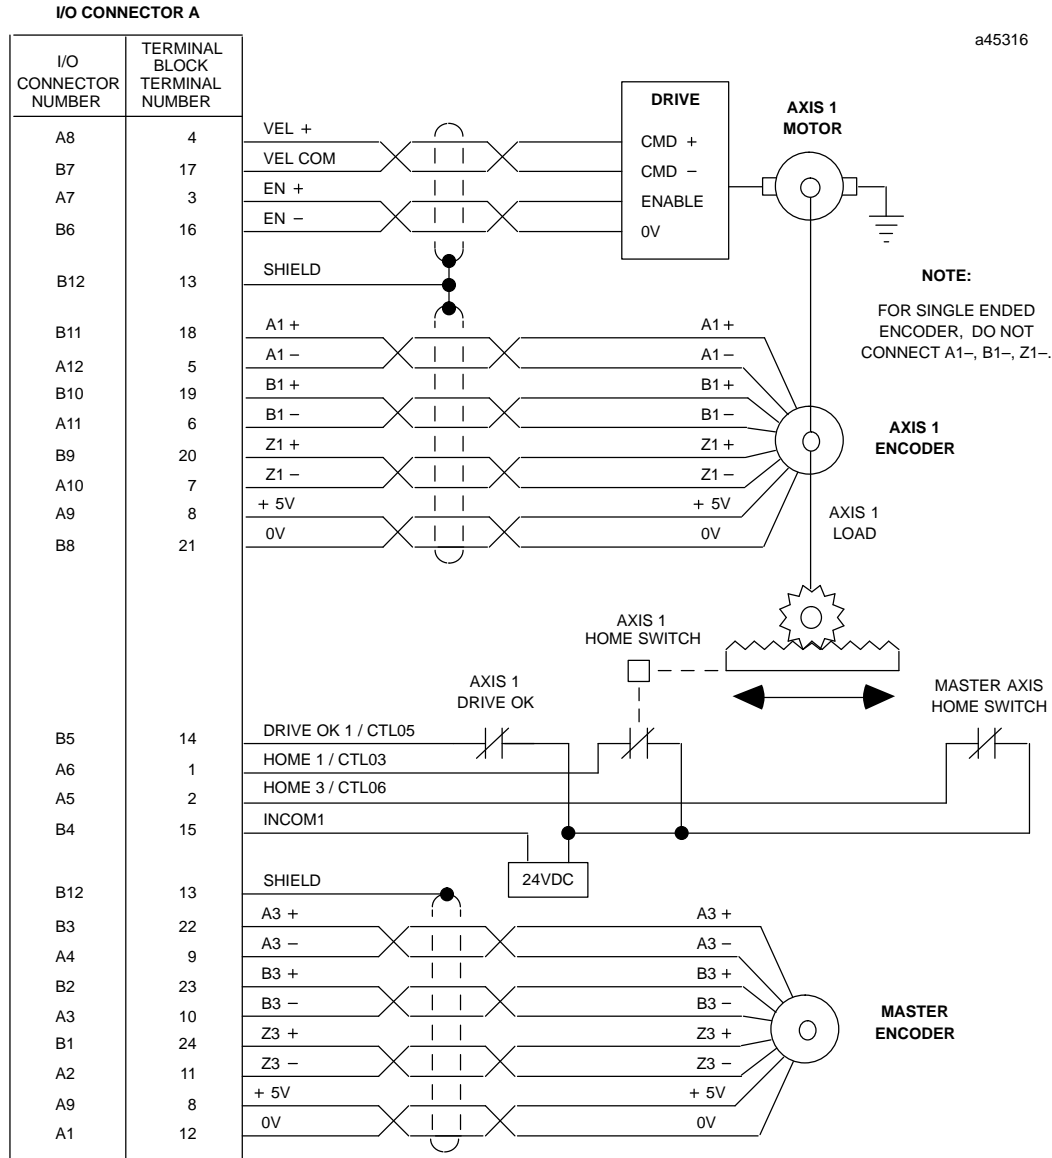 I/O CONNECTOR A
a45316
I/O
CONNECTOR
NUMBER
TERMINAL
BLOCK
TERMINAL
NUMBER
A8 4 VEL +
B7 17 VEL COM
A7 3 EN +
B6 16 EN −
B12 13 SHIELD
DRIVE
CMD +
CMD −
ENABLE
0V
AXIS 1
MOTOR
NOTE:
FOR SINGLE ENDED
ENCODER, DO NOT
CONNECT A1–, B1–, Z1–.
B11 18 A1 + A1 +
A12 5 A1 − A1 −
B10 19 B1 + B1 +
A11 6 B1 − B1 −
B9 20 Z1 + Z1 +
A10 7 Z1 − Z1 −
A9 8 + 5V + 5V
B8 21 0V 0V
AXIS 1
ENCODER
AXIS 1
LOAD
AXIS 1
HOME SWITCH
AXIS 1
DRIVE OK
MASTER AXIS
HOME SWITCH
B5 14 DRIVE OK 1 / CTL05
A6 1 HOME 1 / CTL03
A5 2 HOME 3 / CTL06
B4 15 INCOM1
24VDC
B12 13 SHIELD
B3 22 A3 + A3 +
A4 9 A3 − A3 −
B2 23 B3 + B3 +
A3 10 B3 − B3 −
B1 24 Z3 + Z3 +
A2 11 Z3 − Z3 −
A9 8 + 5V + 5V
A1 12 0V 0V
MASTER
ENCODER